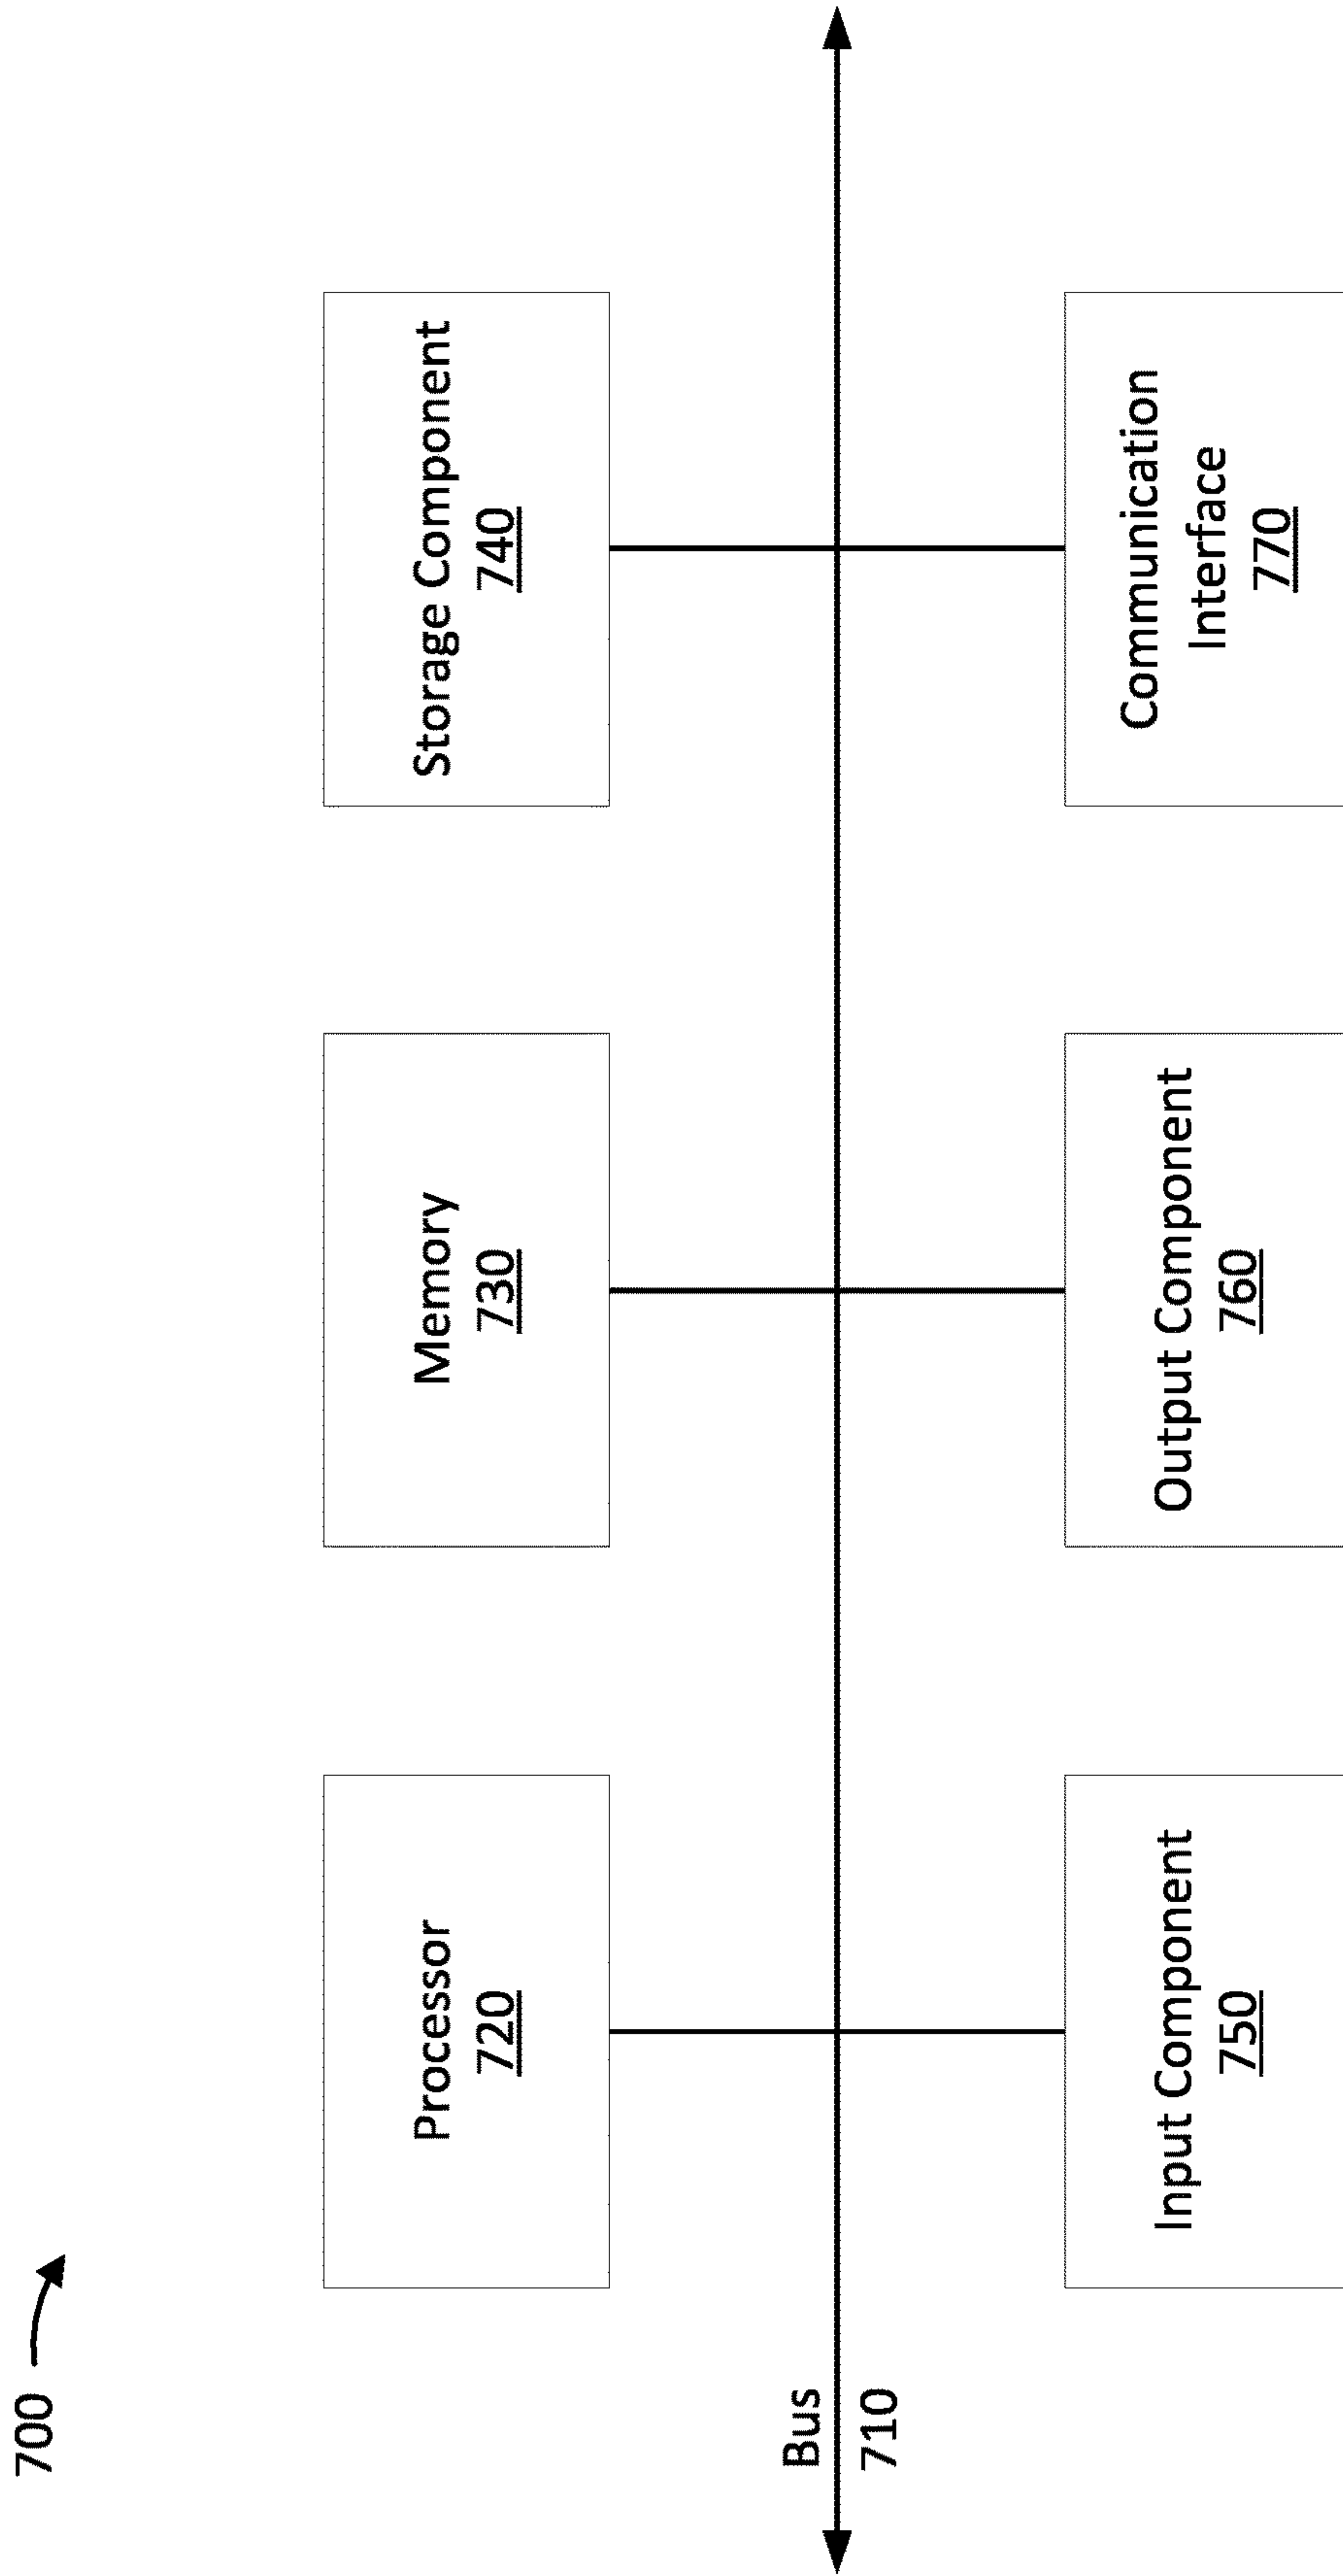 700
Processor
720
Memory
730
Storage Component
740
Bus
710
Input Component
750
Output Component
760
Communication
Interface
770